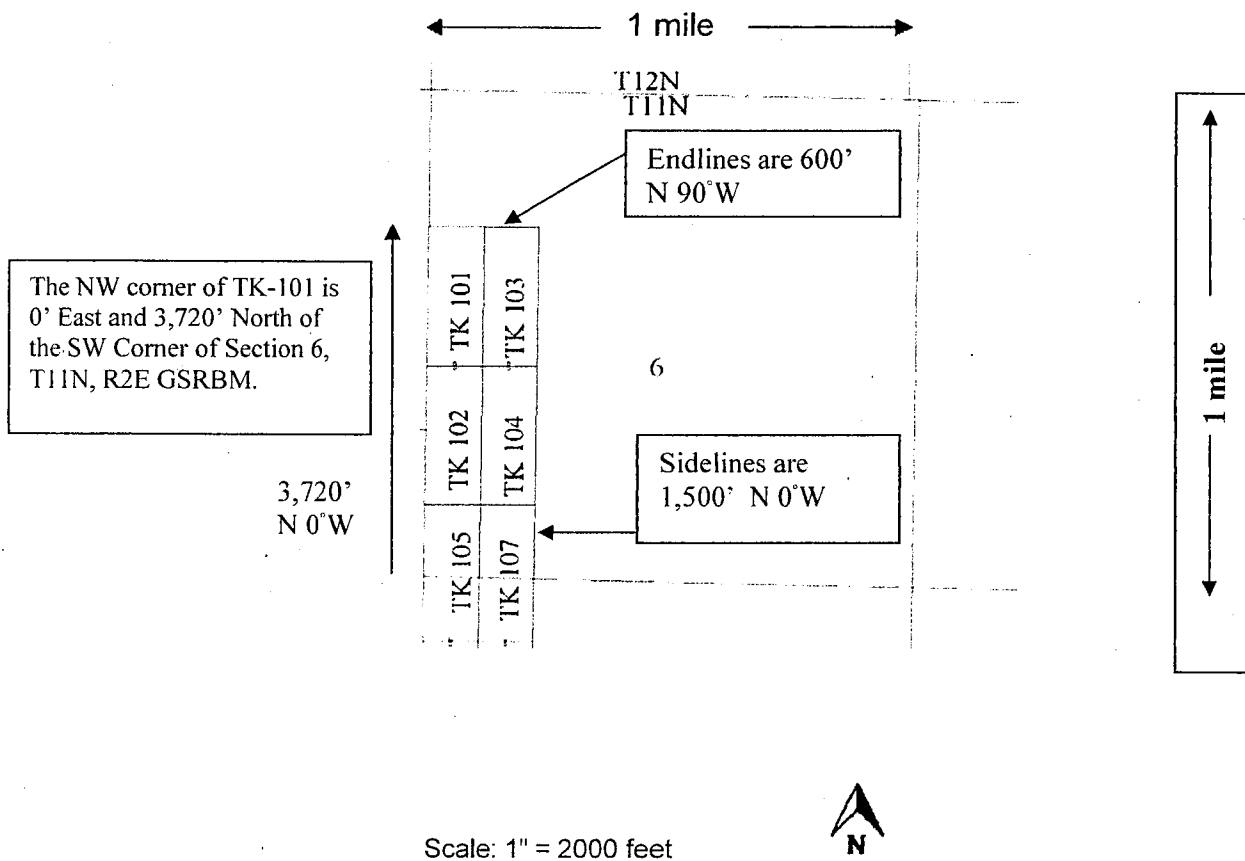 1 mile
T12N
T11N
Endlines are 600’
N 90°W
The NW corner of TK-101 is
0’ East and 3,720’ North of
the SW Corner of Section 6,
T11N, R2E GSRBM.
TK 101
TK 103
6
1 mile
TK 102
TK 104
3,720’
N 0°W
Sidelines are
1,500’ N 0°W
TK 105
TK 107
Scale: 1" = 2000 feet
N